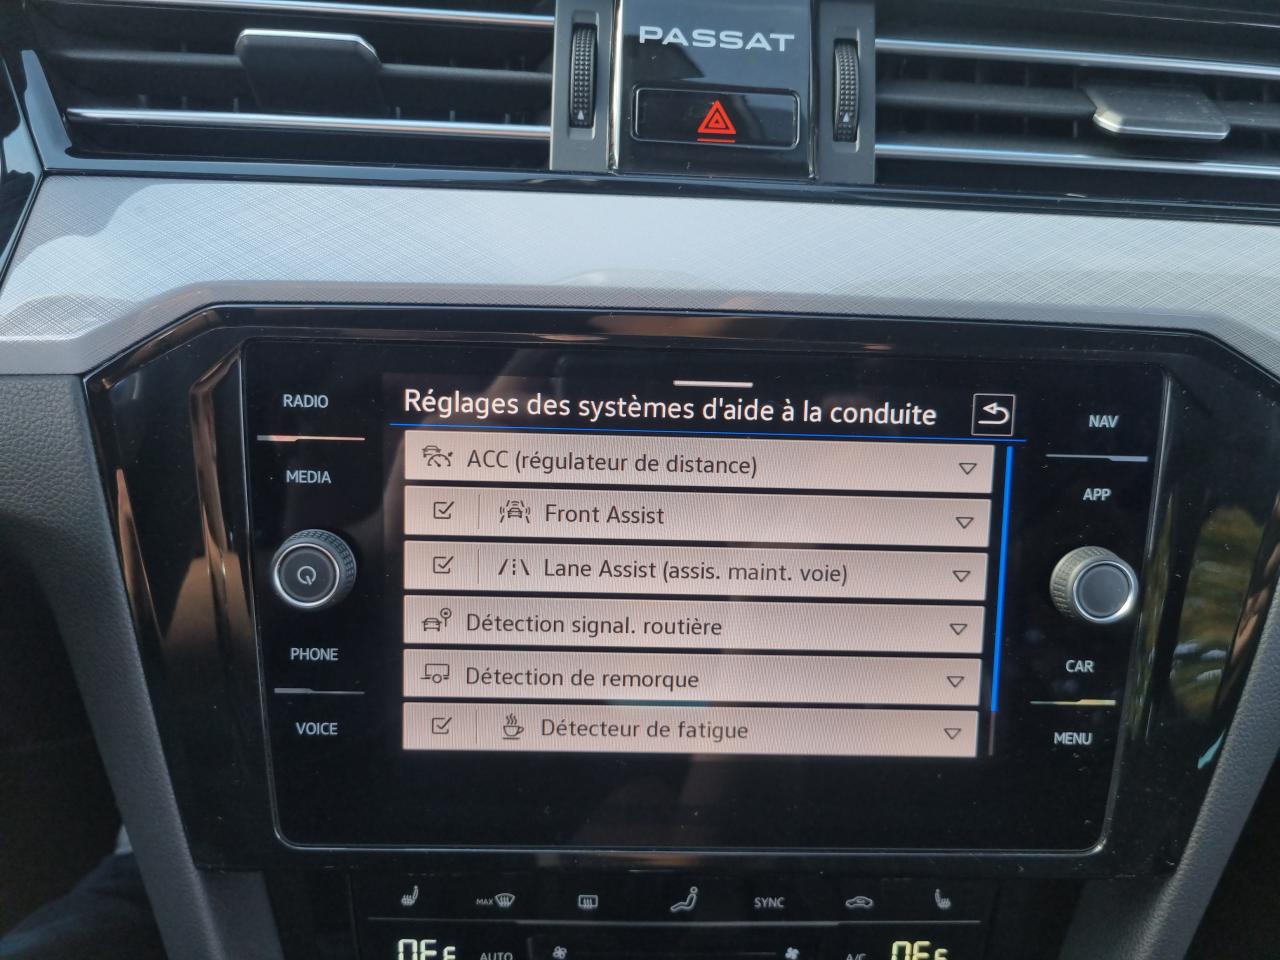 PASSAT
RADIO
MEDIA
PHONE
VOICE
Réglages des systèmes d'aide à la conduite
ACC (régulateur de distance)
Front Assist
Lane Assist (assis. maint. voie)
Détection signal. routière
Détection de remorque
Détecteur de fatigue
NAV
APP
CAR
MENU
MAX
SYNC
OFF
AUTO
A/C
OFF